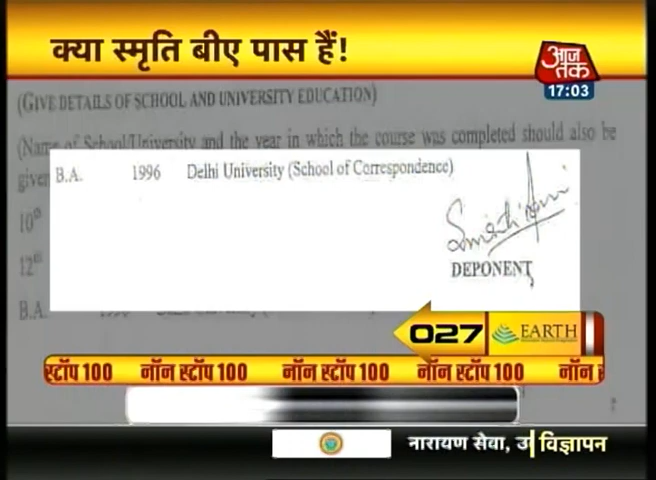 क्या स्मृति बीए पास हैं!
आज तक
17:03
(GIVE DETAILS OF SCHOOL AND UNIVERSITY EDUCATION)
(Name of School/University and the year in which the course was completed should also be
given
B.A. 1996 Delhi University (School of Correspondence)
10th
12th
DEPONENT
B.A. 1996
027 EARTH
स्टॉप 100 नॉन स्टॉप 100 नॉन स्टॉप 100 नॉन स्टॉप 100 नॉन
नारायण सेवा, उ विज्ञापन